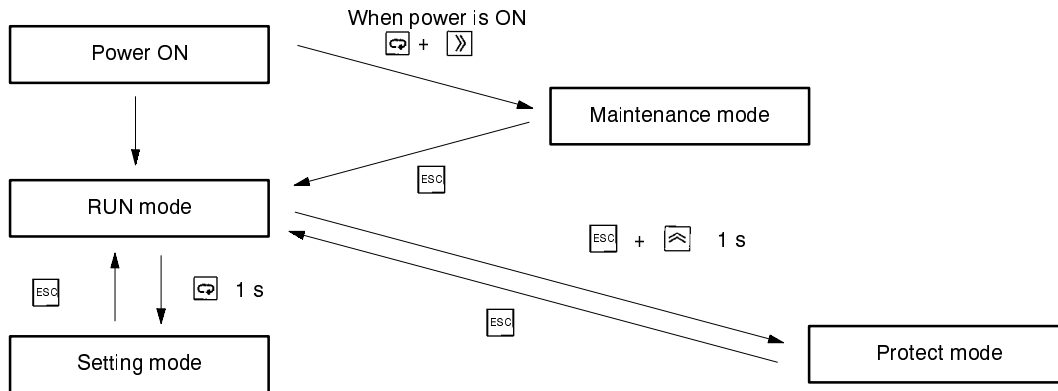 When power is ON
+
Power ON
Maintenance mode
ESC
RUN mode
ESC + 1 s
ESC
1 s
ESC
Setting mode
Protect mode